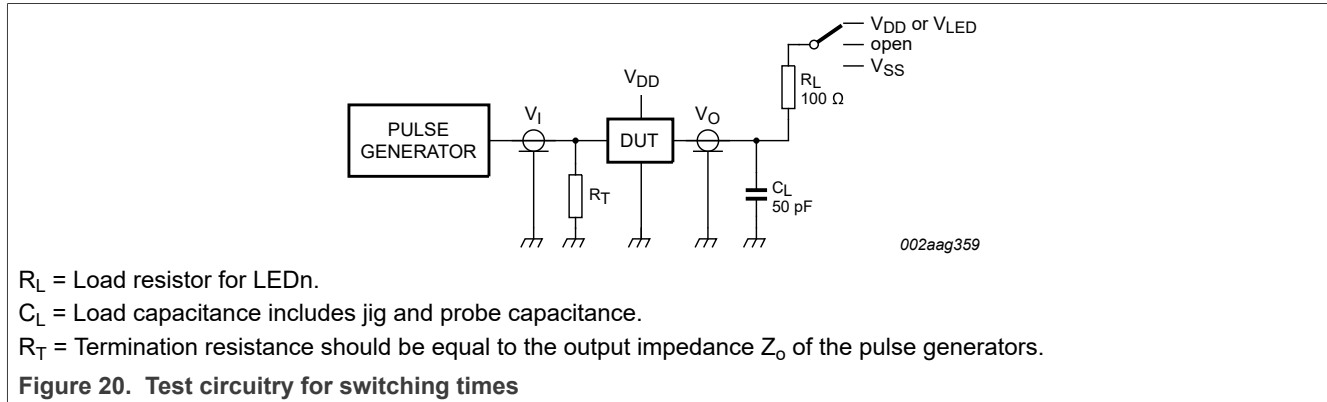 V_DD or V_LED
open
V_SS
R_L
100 Ω
V_DD
V_I
V_O
PULSE
GENERATOR
DUT
R_T
C_L
50 pF
002aag359
R_L = Load resistor for LEDn.
C_L = Load capacitance includes jig and probe capacitance.
R_T = Termination resistance should be equal to the output impedance Z_o of the pulse generators.
Figure 20. Test circuitry for switching times